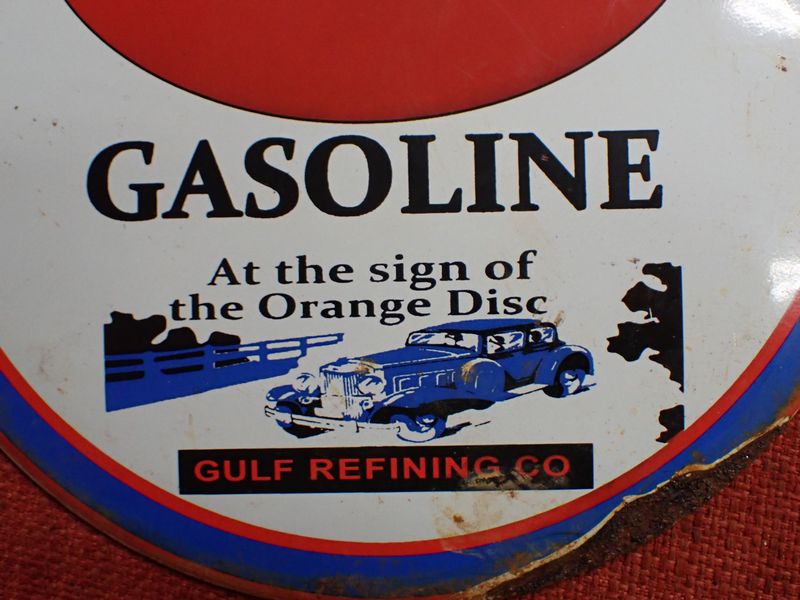 GASOLINE
At the sign of
the Orange Disc
GULF REFINING CO